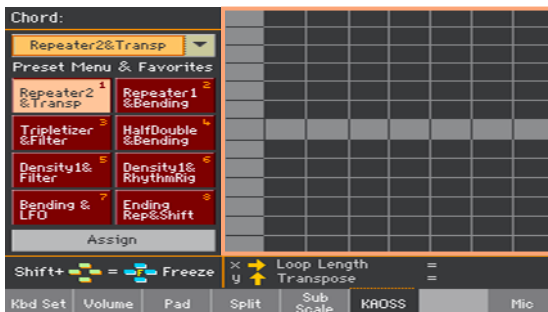 Chord:
Repeater2&Transp
Preset Menu & Favorites
Repeater2 1
&Transp
Repeater1 2
&Bending
Tripletizer 3
&Filter
HalfDouble 4
&Bending
Density1& 5
Filter
Density1& 6
RhythmRig
Bending & 7
LFO
Ending 8
Rep&Shift
Assign
Shift+ = F Freeze
x Loop Length =
y Transpose =
Kbd Set Volume Pad Split Sub Scale KAOSS Mic